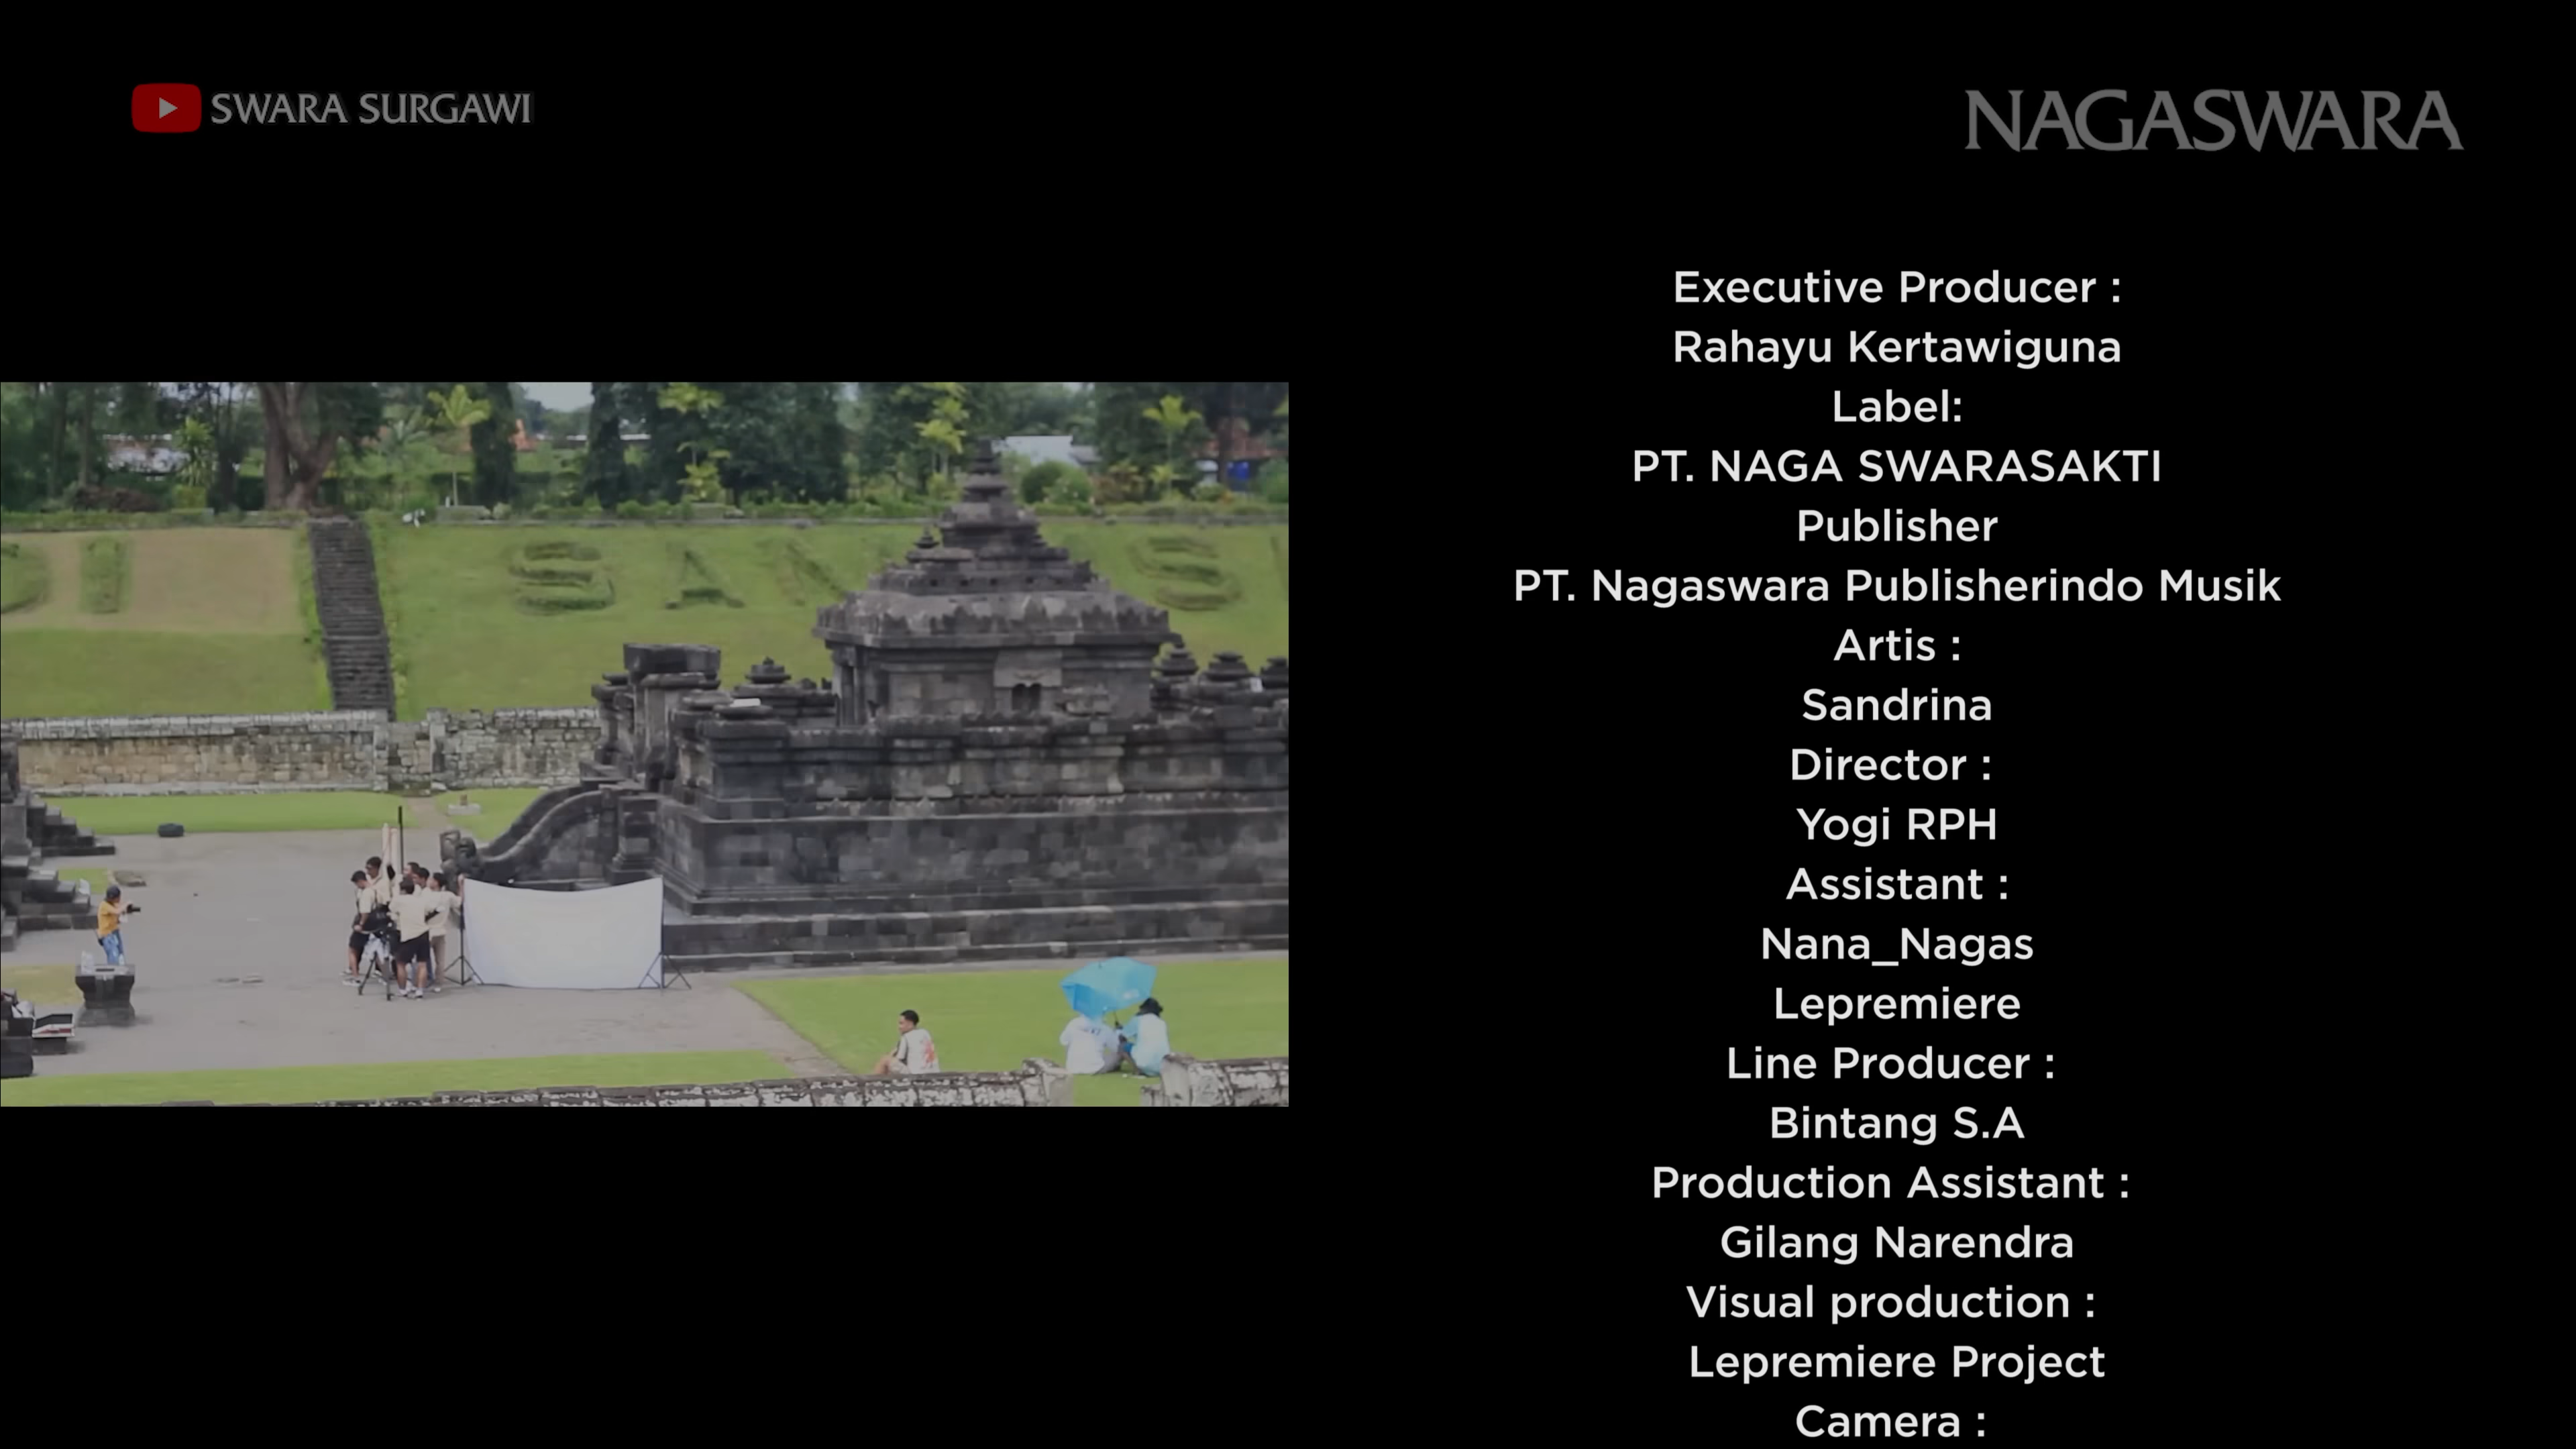 SWARA SURGAWI
NAGASWARA
SAN S
Executive Producer :
Rahayu Kertawiguna
Label:
PT. NAGA SWARASAKTI
Publisher
PT. Nagaswara Publisherindo Musik
Artis :
Sandrina
Director :
Yogi RPH
Assistant :
Nana_Nagas
Lepremiere
Line Producer :
Bintang S.A
Production Assistant :
Gilang Narendra
Visual production :
Lepremiere Project
Camera :